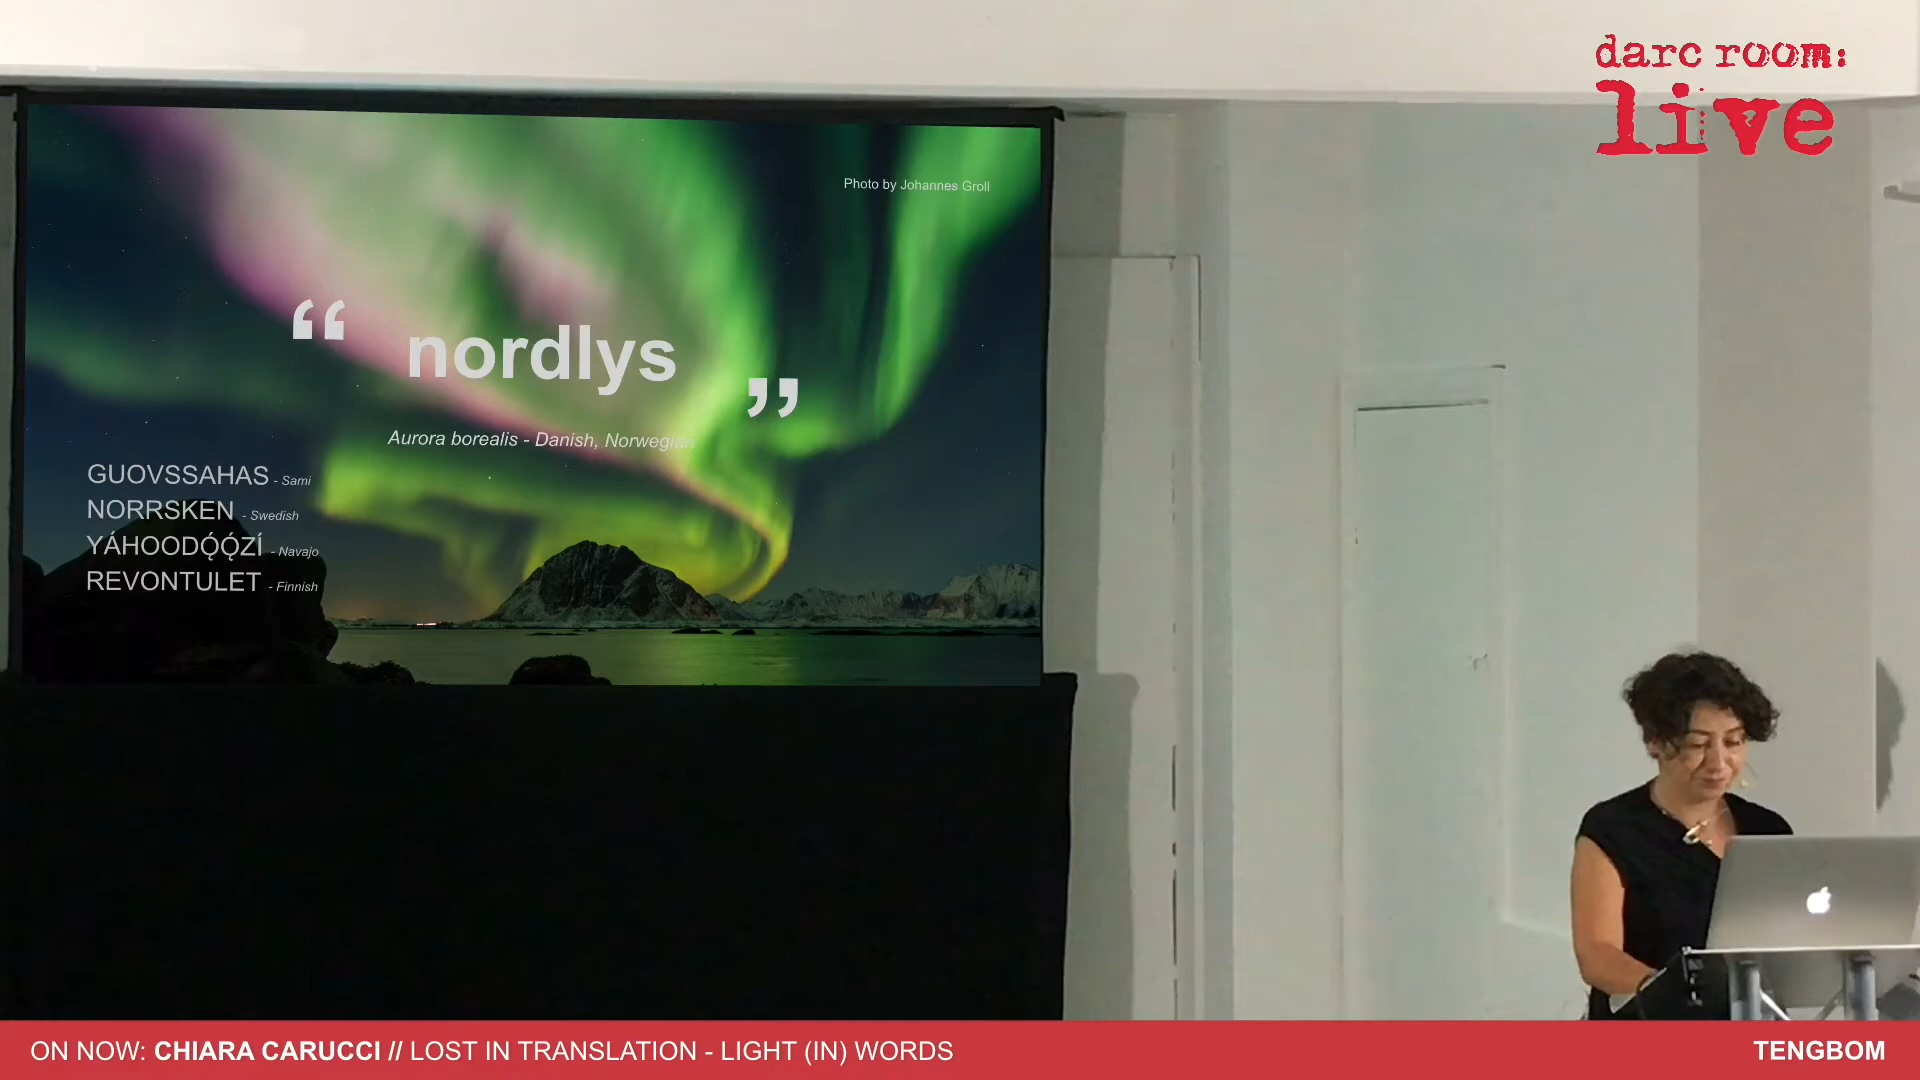 darc room:
live
Photo by Johannes Groll
“ nordlys ”
Aurora borealis - Danish, Norwegian
GUOVSSAHAS - Sami
NORRSKEN - Swedish
YÁHOODǪ́Ǫ́ZÍ - Navajo
REVONTULET - Finnish
ON NOW: CHIARA CARUCCI // LOST IN TRANSLATION - LIGHT (IN) WORDS
TENGBOM